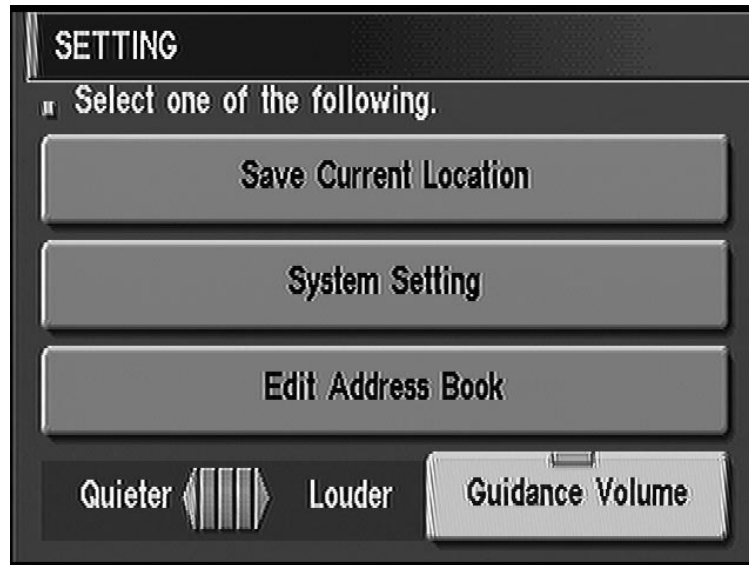 SETTING
Select one of the following.
Save Current Location
System Setting
Edit Address Book
Quieter Louder Guidance Volume